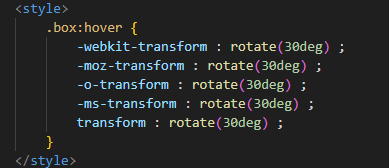 <style>
.box:hover {
-webkit-transform : rotate(30deg) ;
-moz-transform : rotate(30deg) ;
-o-transform : rotate(30deg) ;
-ms-transform : rotate(30deg) ;
transform : rotate(30deg) ;
}
</style>